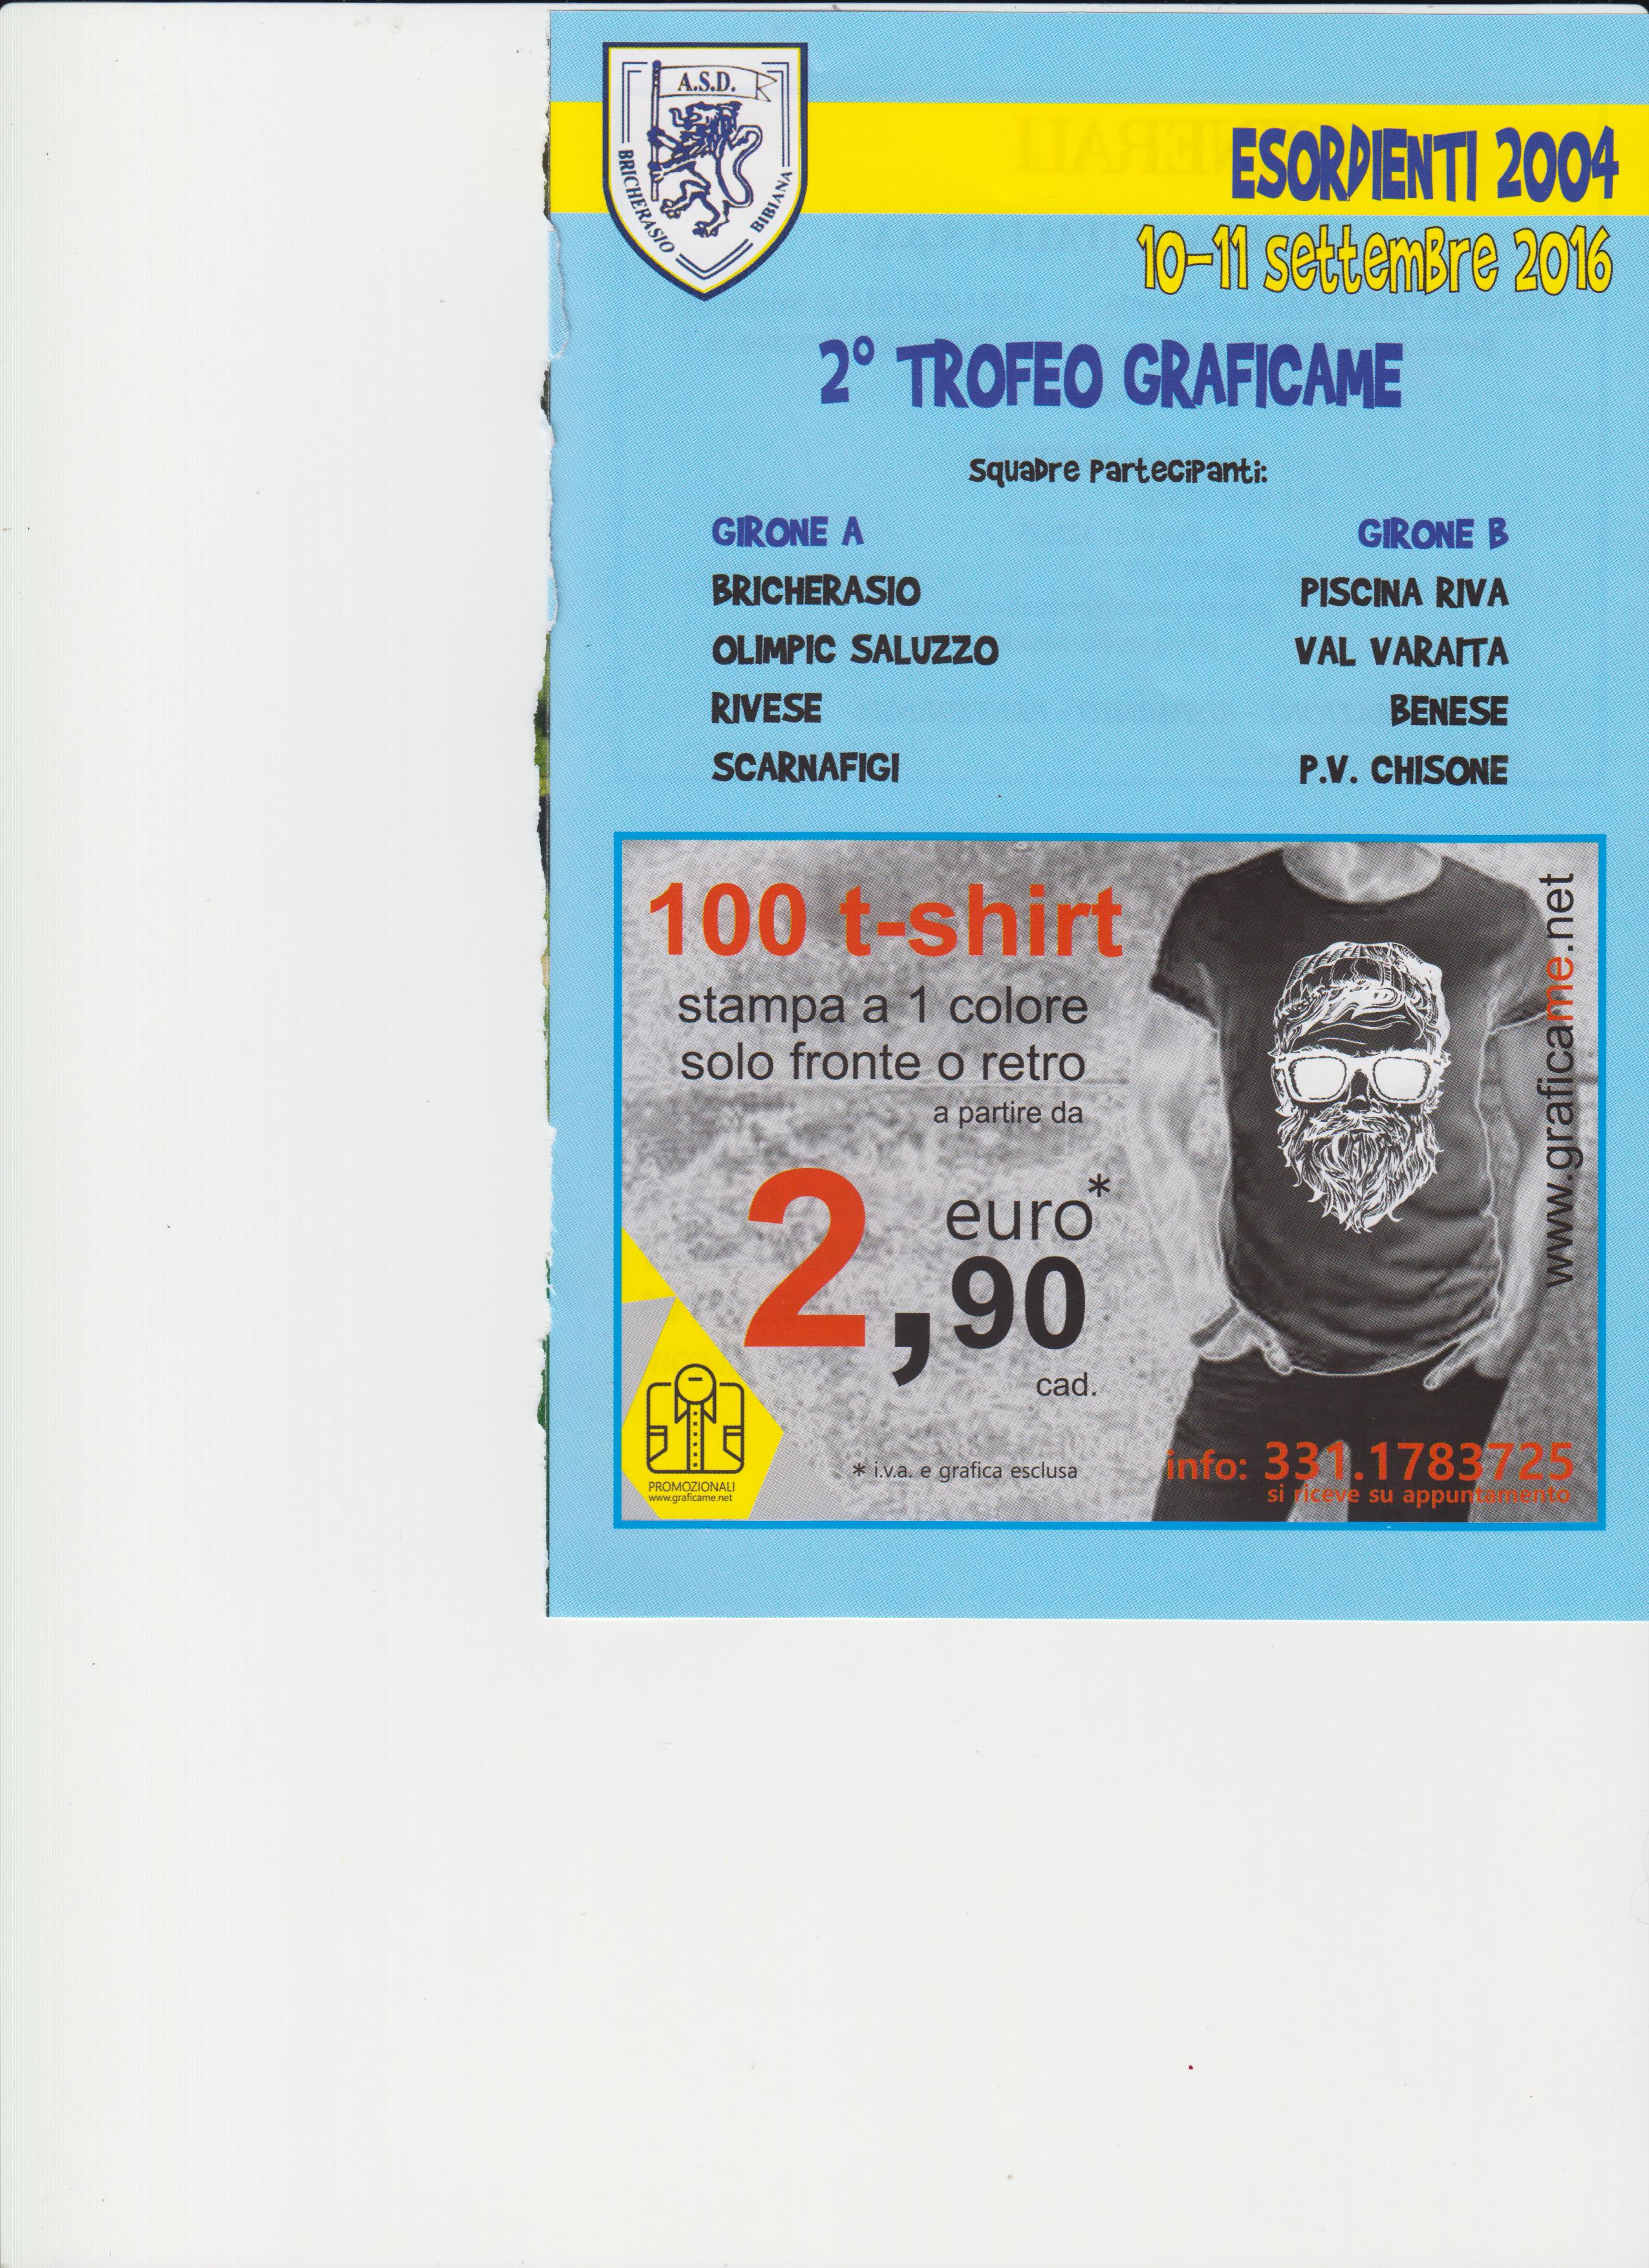 A.S.D.
BRICHERASIO
BIBIANA
ESORDIENTI 2004
10-11 settemBre 2016
2° TROFEO GRAFICAME
SquaDre ParteciPanti:
GIRONE A
BRICHERASIO
OLIMPIC SALUZZO
RIVESE
SCARNAFIGI
GIRONE B
PISCINA RIVA
VAL VARAITA
BENESE
P.V. CHISONE
100 t-shirt
stampa a 1 colore
solo fronte o retro
a partire da
2,90 euro*
cad.
* i.v.a. e grafica esclusa
PROMOZIONALI
www.graficame.net
www.graficame.net
info: 331.1783725
si riceve su appuntamento